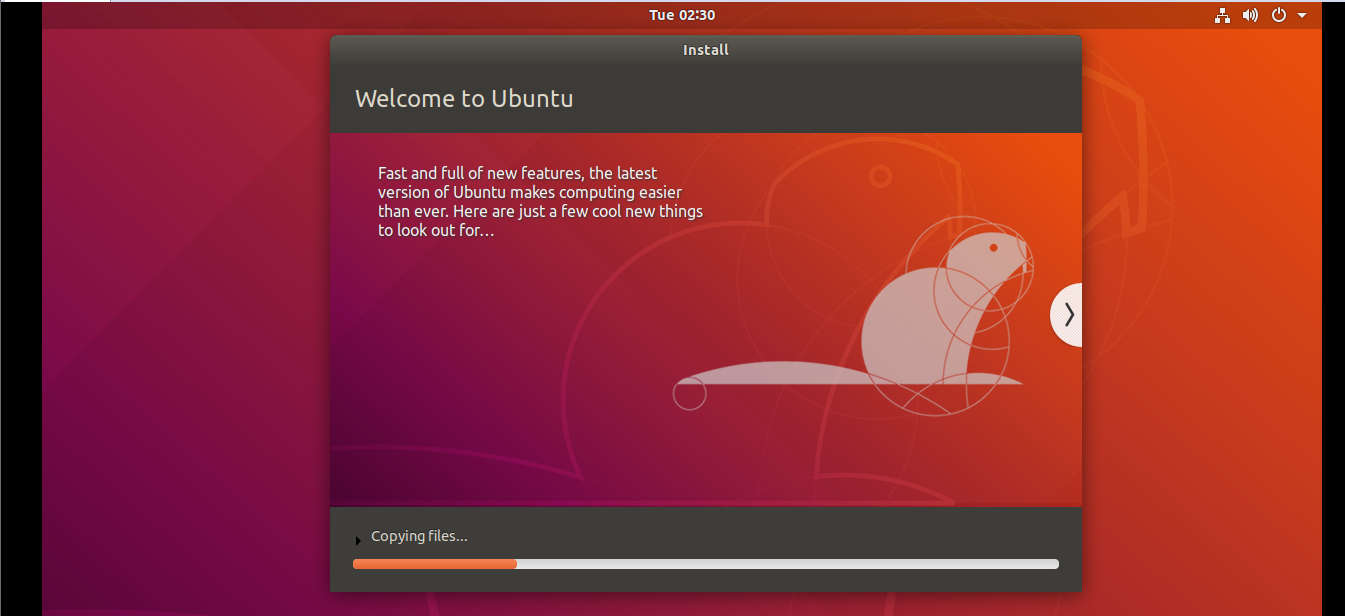 Tue 02:30
Install
Welcome to Ubuntu
Fast and full of new features, the latest
version of Ubuntu makes computing easier
than ever. Here are just a few cool new things
to look out for…
Copying files...